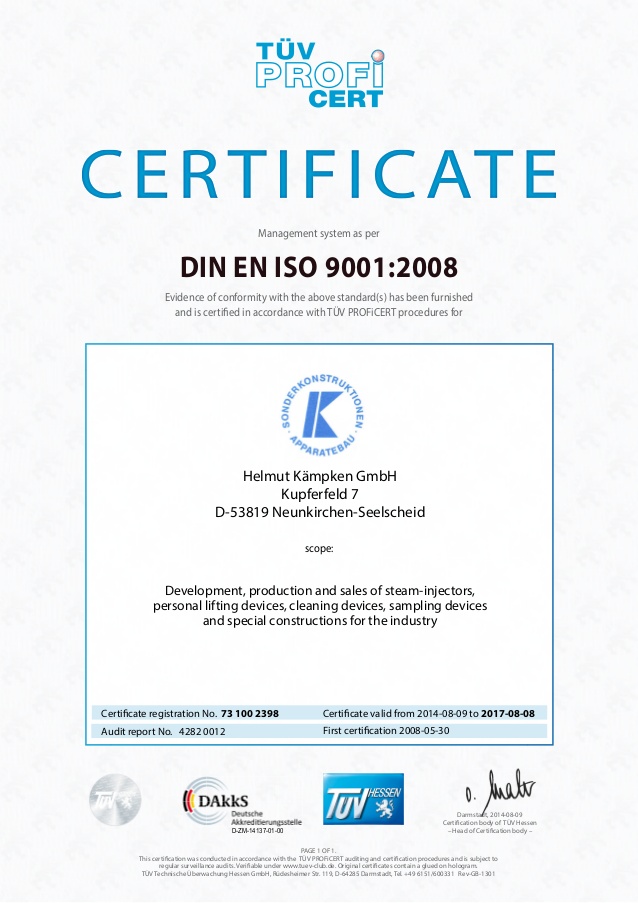 TÜV
PROFi
CERT
CERTIFICATE
Management system as per
DIN EN ISO 9001:2008
Evidence of conformity with the above standard(s) has been furnished
and is certified in accordance with TÜV PROFiCERT procedures for
SONDERKONSTRUKTIONEN
K
· APPARATEBAU ·
Helmut Kämpken GmbH
Kupferfeld 7
D-53819 Neunkirchen-Seelscheid
scope:
Development, production and sales of steam-injectors,
personal lifting devices, cleaning devices, sampling devices
and special constructions for the industry
Certificate registration No. 73 100 2398
Certificate valid from 2014-08-09 to 2017-08-08
Audit report No. 4282 0012
First certification 2008-05-30
TÜV
DAkkS
Deutsche
Akkreditierungsstelle
D-ZM-14137-01-00
TÜV HESSEN
Darmstadt, 2014-08-09
Certification body of TÜV Hessen
– Head of Certification body –
PAGE 1 OF 1.
This certification was conducted in accordance with the TÜV PROFiCERT auditing and certification procedures and is subject to
regular surveillance audits. Verifiable under www.tuev-club.de. Original certificates contain a glued on hologram.
TÜV Technische Überwachung Hessen GmbH, Rüdesheimer Str. 119, D-64285 Darmstadt, Tel. +49 6151/600331 Rev-GB-1301